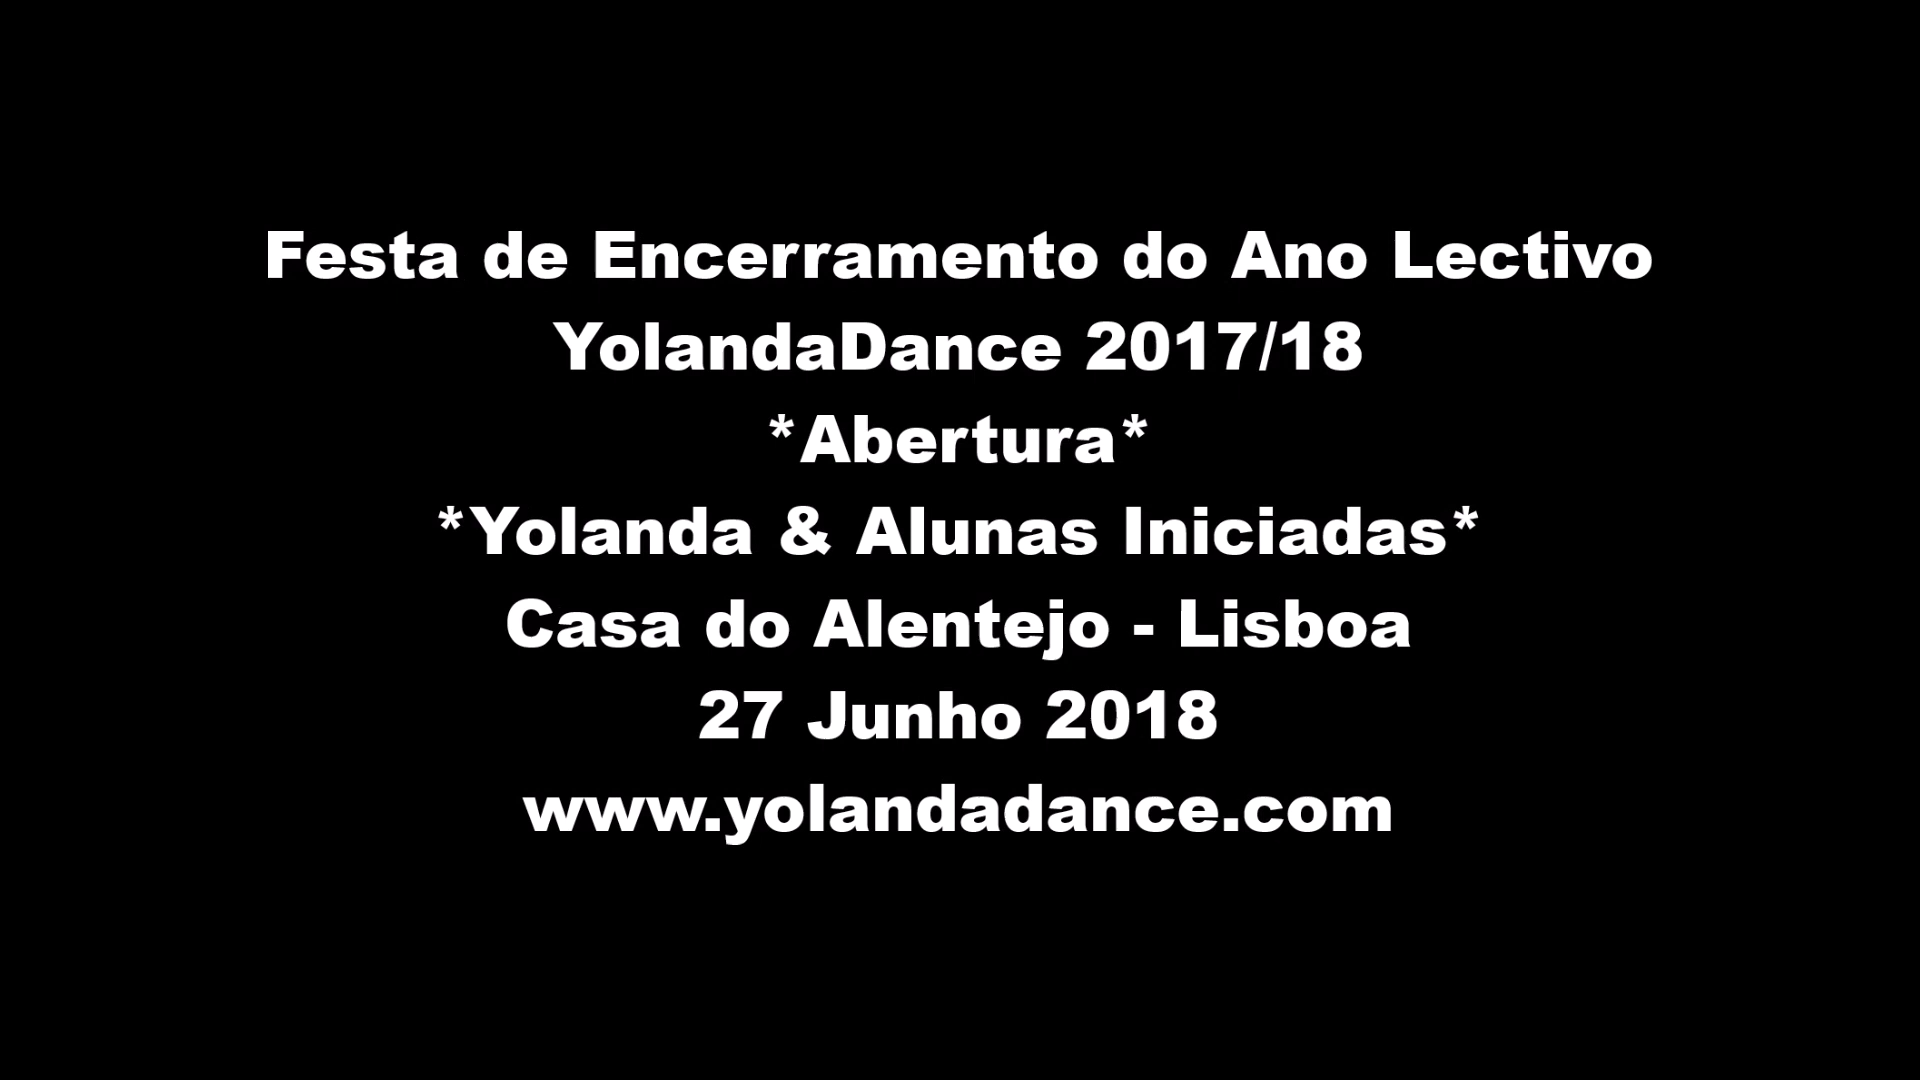 Festa de Encerramento do Ano Lectivo
YolandaDance 2017/18
*Abertura*
*Yolanda & Alunas Iniciadas*
Casa do Alentejo - Lisboa
27 Junho 2018
www.yolandadance.com